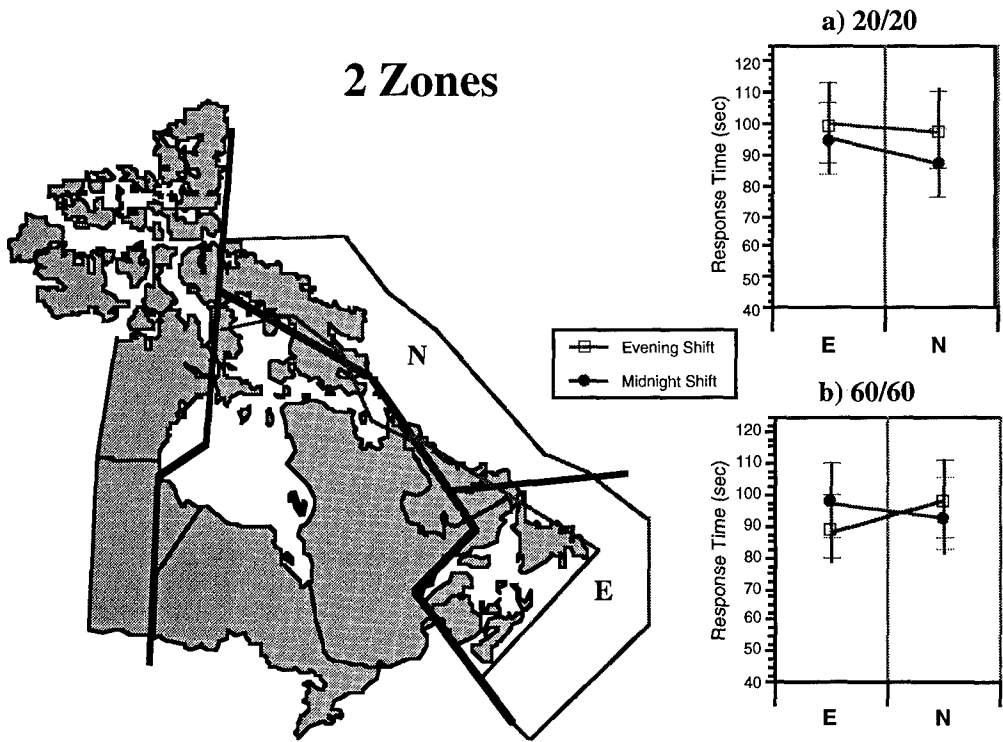 2 Zones
N
E
a) 20/20
Response Time (sec)
120
110
100
90
80
70
60
50
40
E N
Evening Shift
Midnight Shift
b) 60/60
Response Time (sec)
120
110
100
90
80
70
60
50
40
E N